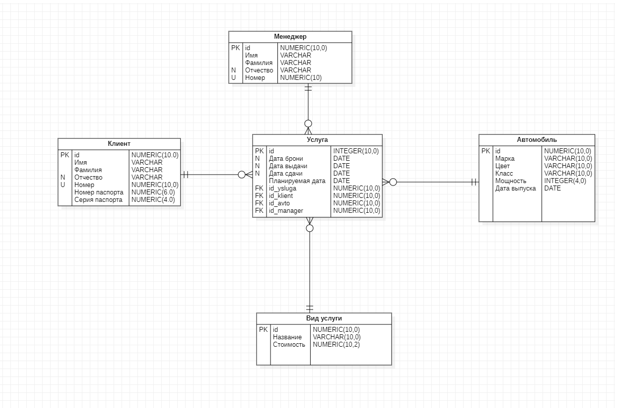 Менеджер
PK id NUMERIC(10,0)
Имя VARCHAR
Фамилия VARCHAR
N Отчество VARCHAR
U Номер NUMERIC(10)
Клиент
PK id NUMERIC(10.0)
Имя VARCHAR
Фамилия VARCHAR
N Отчество VARCHAR
U Номер NUMERIC(10,0)
Номер паспорта NUMERIC(6.0)
Серия паспорта NUMERIC(4.0)
Услуга
PK id INTEGER(10,0)
N Дата брони DATE
N Дата выдачи DATE
N Дата сдачи DATE
Планируемая дата DATE
FK id_ysluga NUMERIC(10,0)
FK id_klient NUMERIC(10,0)
FK id_avto NUMERIC(10,0)
FK id_manager NUMERIC(10,0)
Автомобиль
PK id NUMERIC(10,0)
Марка VARCHAR(10,0)
Цвет VARCHAR(10,0)
Класс VARCHAR(10,0)
Мощность INTEGER(4,0)
Дата выпуска DATE
Вид услуги
PK id NUMERIC(10,0)
Название VARCHAR(10,0)
Стоимость NUMERIC(10,2)